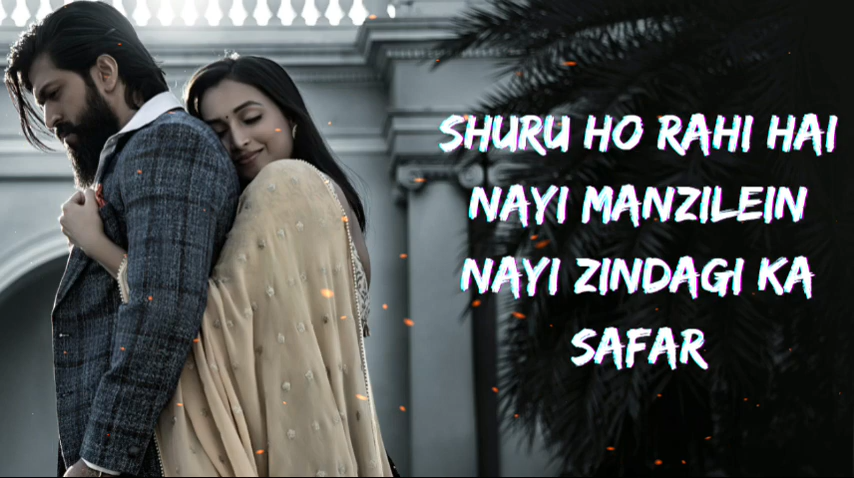 SHURU HO RAHI HAI
NAYI MANZILEIN
NAYI ZINDAGI KA
SAFAR